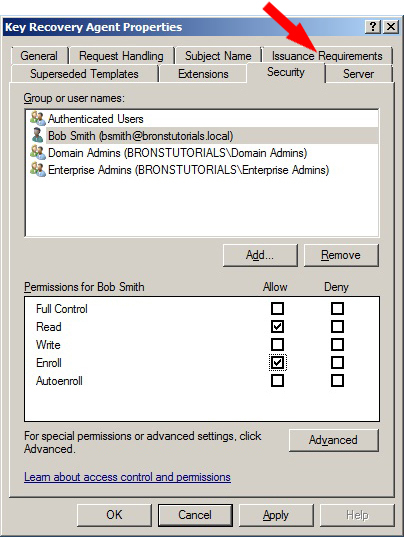 Key Recovery Agent Properties
General Request Handling Subject Name Issuance Requirements
Superseded Templates Extensions Security Server
Group or user names:
Authenticated Users
Bob Smith (bsmith@bronstutorials.local)
Domain Admins (BRONSTUTORIALS\Domain Admins)
Enterprise Admins (BRONSTUTORIALS\Enterprise Admins)
Add... Remove
Permissions for Bob Smith Allow Deny
Full Control
Read
Write
Enroll
Autoenroll
For special permissions or advanced settings, click
Advanced. Advanced
Learn about access control and permissions
OK Cancel Apply Help